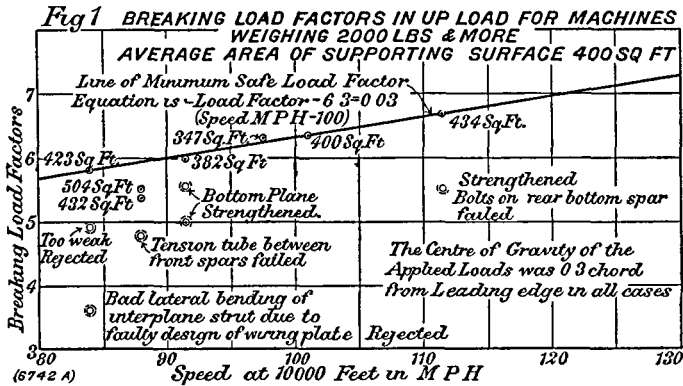 Fig 1 BREAKING LOAD FACTORS IN UP LOAD FOR MACHINES
WEIGHING 2000 LBS & MORE
AVERAGE AREA OF SUPPORTING SURFACE 400 SQ FT
Line of Minimum Safe Load Factor
Equation is :- Load Factor - 6 3 = 0 03
(Speed MPH - 100)
7
347 Sq Ft.
400 Sq Ft
434 Sq Ft.
6
423 Sq Ft.
382 Sq Ft
504 Sq Ft
432 Sq Ft
Bottom Plane
Strengthened.
Strengthened
Bolts on rear bottom spar
failed
5
Too weak
Rejected
Tension tube between
front spars failed
The Centre of Gravity of the
Applied Loads was 0 3 chord
from Leading edge in all cases
4
Bad lateral bending of
interplane strut due to
faulty design of wiring plate Rejected
3
Breaking Load Factors
80 90 100 110 120 130
Speed at 10000 Feet in M P H
(6742 A)